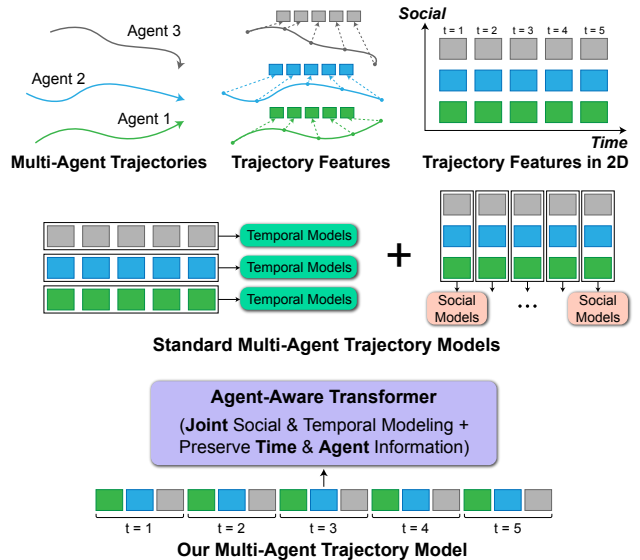 Agent 3
Agent 2
Agent 1
Multi-Agent Trajectories
Trajectory Features
Social
t = 1 t = 2 t = 3 t = 4 t = 5
Time
Trajectory Features in 2D
Temporal Models
Temporal Models
Temporal Models
+
Social
Models
...
Social
Models
Standard Multi-Agent Trajectory Models
Agent-Aware Transformer
(Joint Social & Temporal Modeling +
Preserve Time & Agent Information)
t = 1 t = 2 t = 3 t = 4 t = 5
Our Multi-Agent Trajectory Model